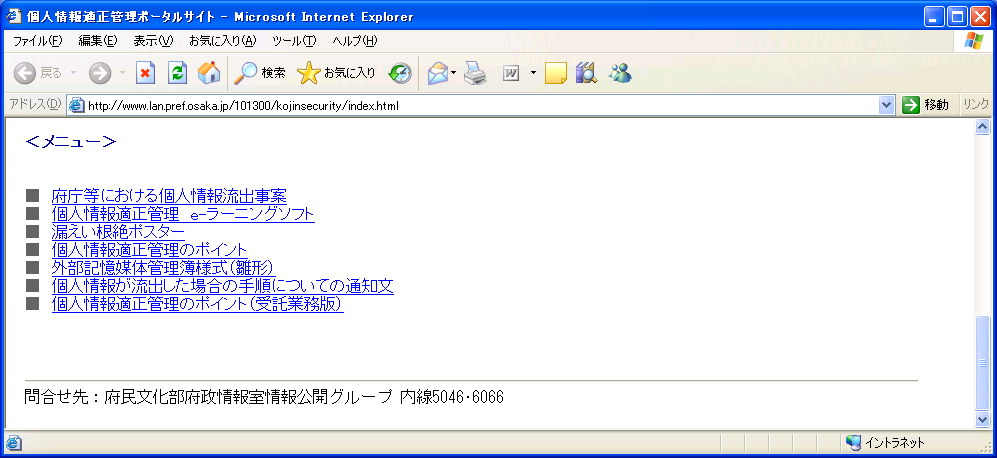 個人情報適正管理ポータルサイト - Microsoft Internet Explorer
ファイル(F) 編集(E) 表示(V) お気に入り(A) ツール(T) ヘルプ(H)
戻る 検索 お気に入り W
アドレス(D) http://www.lan.pref.osaka.jp/101300/kojinsecurity/index.html 移動 リンク
＜メニュー＞
■ 府庁等における個人情報流出事案
■ 個人情報適正管理　e-ラーニングソフト
■ 漏えい根絶ポスター
■ 個人情報適正管理のポイント
■ 外部記憶媒体管理簿様式（雛形）
■ 個人情報が流出した場合の手順についての通知文
■ 個人情報適正管理のポイント（受託業務版）
問合せ先：府民文化部府政情報室情報公開グループ 内線5046・6066
イントラネット